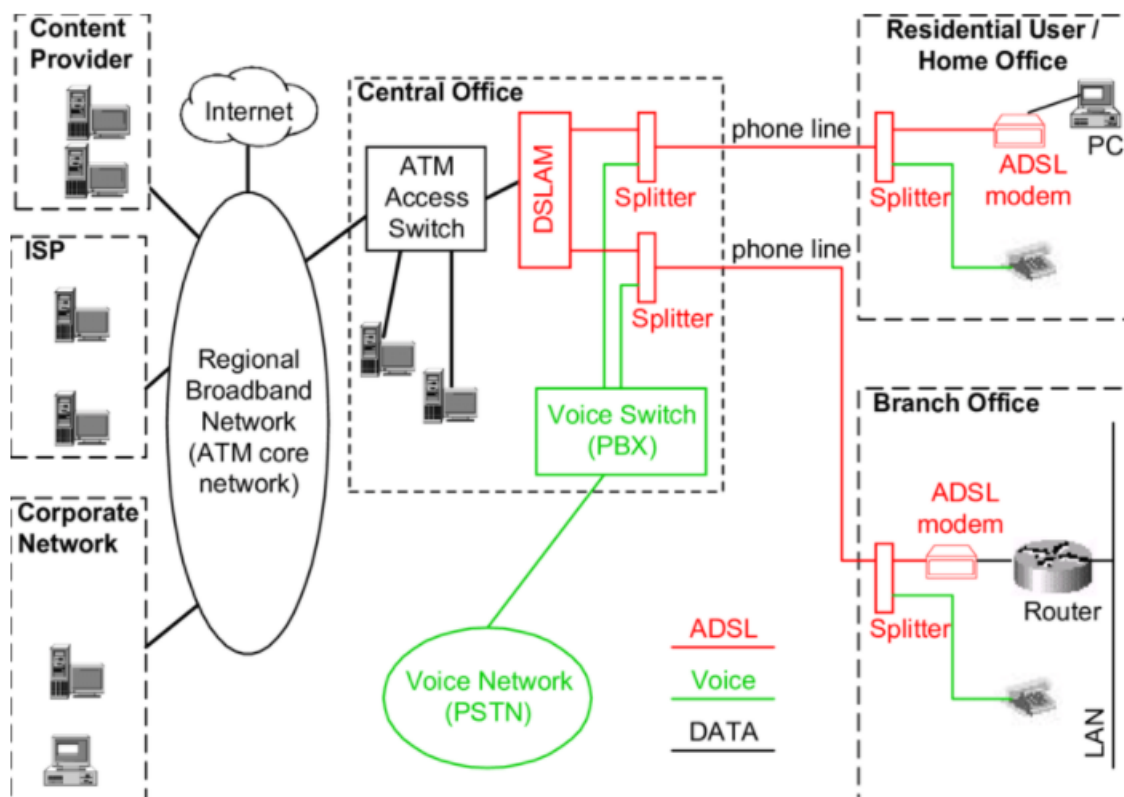 Content
Provider
Internet
ISP
Regional
Broadband
Network
(ATM core
network)
Corporate
Network
Central Office
ATM
Access
Switch
DSLAM
Splitter
Splitter
Voice Switch
(PBX)
Voice Network
(PSTN)
phone line
phone line
Residential User /
Home Office
PC
ADSL
modem
Splitter
Branch Office
ADSL
modem
Router
Splitter
LAN
ADSL
Voice
DATA